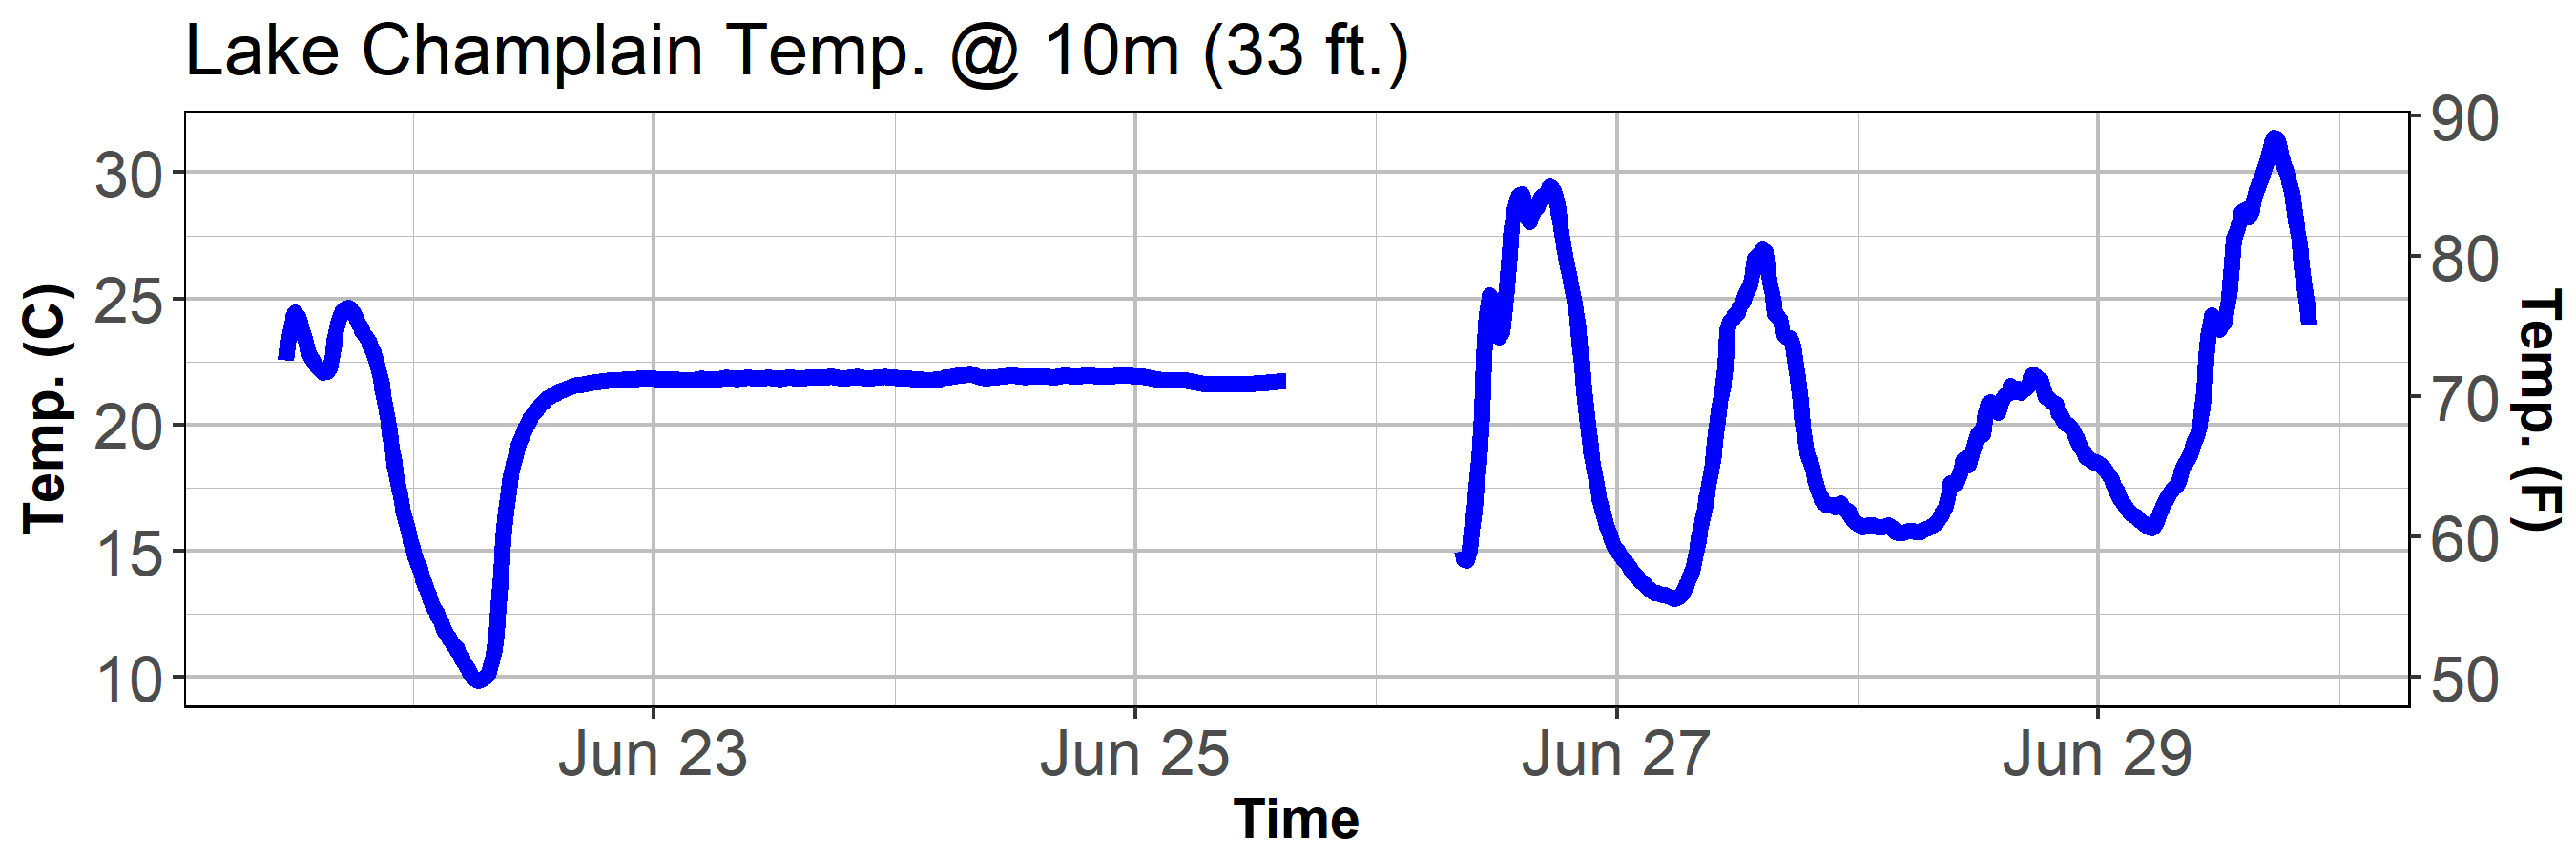 Lake Champlain Temp. @ 10m (33 ft.)
Temp. (C)
30
25
20
15
10
90
80
70
60
50
Temp. (F)
Jun 23
Jun 25
Jun 27
Jun 29
Time